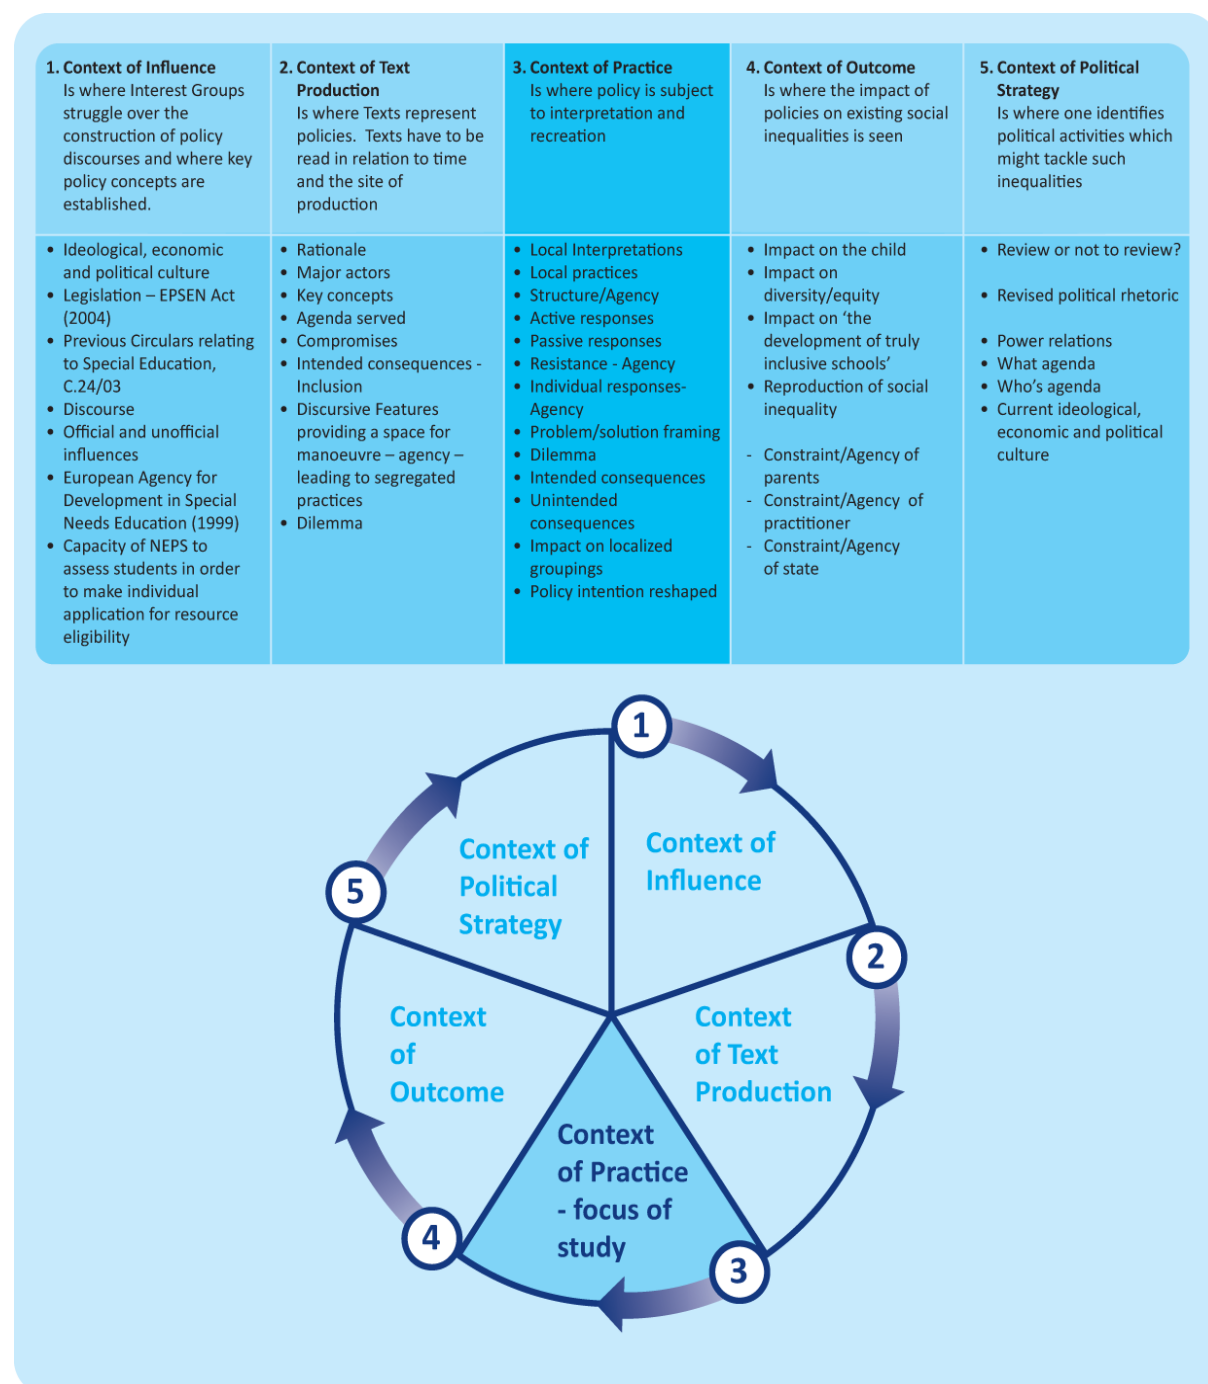 1. Context of Influence
Is where Interest Groups
struggle over the
construction of policy
discourses and where key
policy concepts are
established.
2. Context of Text
Production
Is where Texts represent
policies. Texts have to be
read in relation to time
and the site of
production
3. Context of Practice
Is where policy is subject
to interpretation and
recreation
4. Context of Outcome
Is where the impact of
policies on existing social
inequalities is seen
5. Context of Political
Strategy
Is where one identifies
political activities which
might tackle such
inequalities
• Ideological, economic
and political culture
• Legislation – EPSEN Act
(2004)
• Previous Circulars relating
to Special Education,
C.24/03
• Discourse
• Official and unofficial
influences
• European Agency for
Development in Special
Needs Education (1999)
• Capacity of NEPS to
assess students in order
to make individual
application for resource
eligibility
• Rationale
• Major actors
• Key concepts
• Agenda served
• Compromises
• Intended consequences -
Inclusion
• Discursive Features
providing a space for
manoeuvre – agency –
leading to segregated
practices
• Dilemma
• Local Interpretations
• Local practices
• Structure/Agency
• Active responses
• Passive responses
• Resistance - Agency
• Individual responses-
Agency
• Problem/solution framing
• Dilemma
• Intended consequences
• Unintended
consequences
• Impact on localized
groupings
• Policy intention reshaped
• Impact on the child
• Impact on
diversity/equity
• Impact on ‘the
development of truly
inclusive schools’
• Reproduction of social
inequality
- Constraint/Agency of
parents
- Constraint/Agency of
practitioner
- Constraint/Agency
of state
• Review or not to review?
• Revised political rhetoric
• Power relations
• What agenda
• Who’s agenda
• Current ideological,
economic and political
culture
1
Context of
Influence
2
Context
of Text
Production
3
Context
of Practice
- focus of
study
4
Context
of
Outcome
5
Context of
Political
Strategy